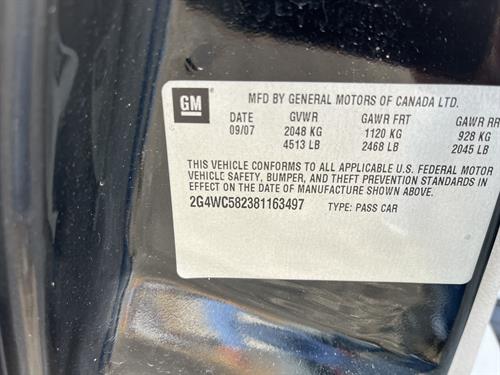 GM MFD BY GENERAL MOTORS OF CANADA LTD.
DATE GVWR GAWR FRT GAWR RR
09/07 2048 KG 1120 KG 928 KG
4513 LB 2468 LB 2045 LB
THIS VEHICLE CONFORMS TO ALL APPLICABLE U.S. FEDERAL MOTOR
VEHICLE SAFETY, BUMPER, AND THEFT PREVENTION STANDARDS IN
EFFECT ON THE DATE OF MANUFACTURE SHOWN ABOVE.
2G4WC582381163497 TYPE: PASS CAR